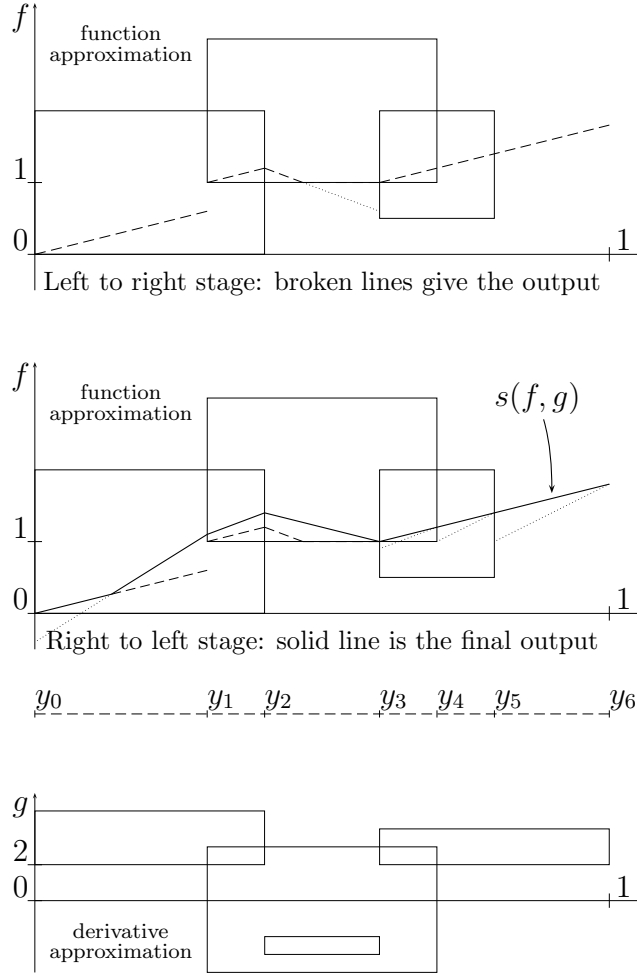 f
function
approximation
1
0
1
Left to right stage: broken lines give the output
f
function
approximation
s(f, g)
1
0
1
Right to left stage: solid line is the final output
y₀ y₁ y₂ y₃ y₄ y₅ y₆
g
2
0
1
derivative
approximation